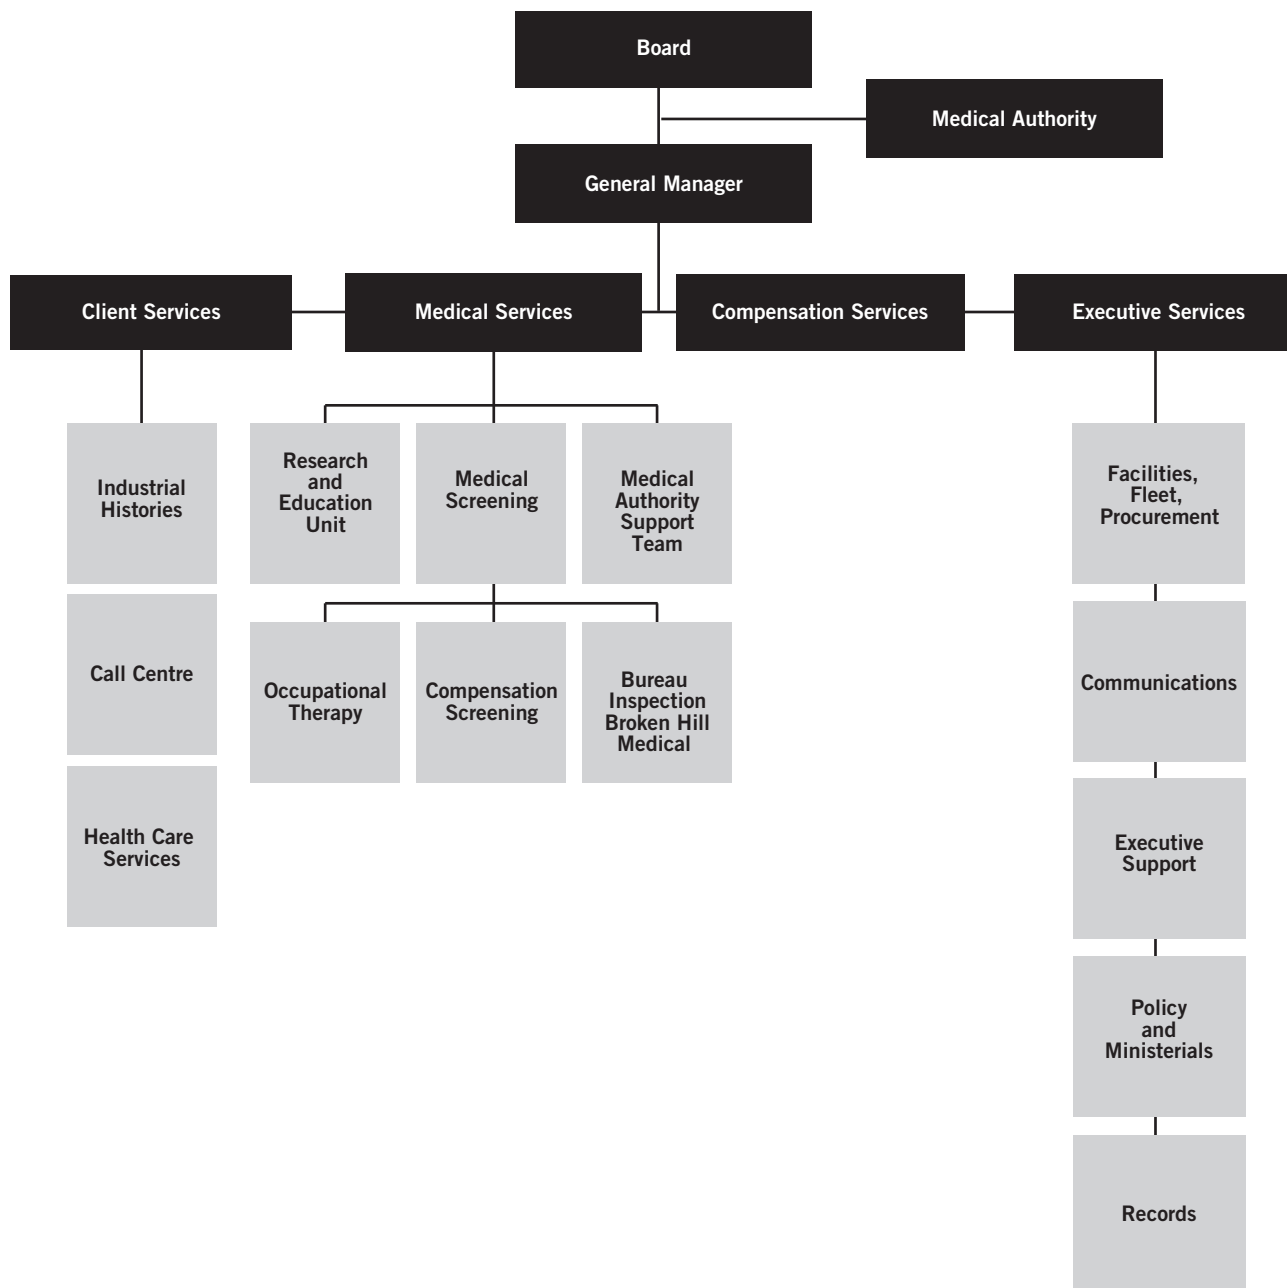 Board
Medical Authority
General Manager
Client Services
Medical Services
Compensation Services
Executive Services
Industrial
Histories
Research
and
Education
Unit
Medical
Screening
Medical
Authority
Support
Team
Facilities,
Fleet,
Procurement
Call Centre
Occupational
Therapy
Compensation
Screening
Bureau
Inspection
Broken Hill
Medical
Communications
Health Care
Services
Executive
Support
Policy
and
Ministerials
Records